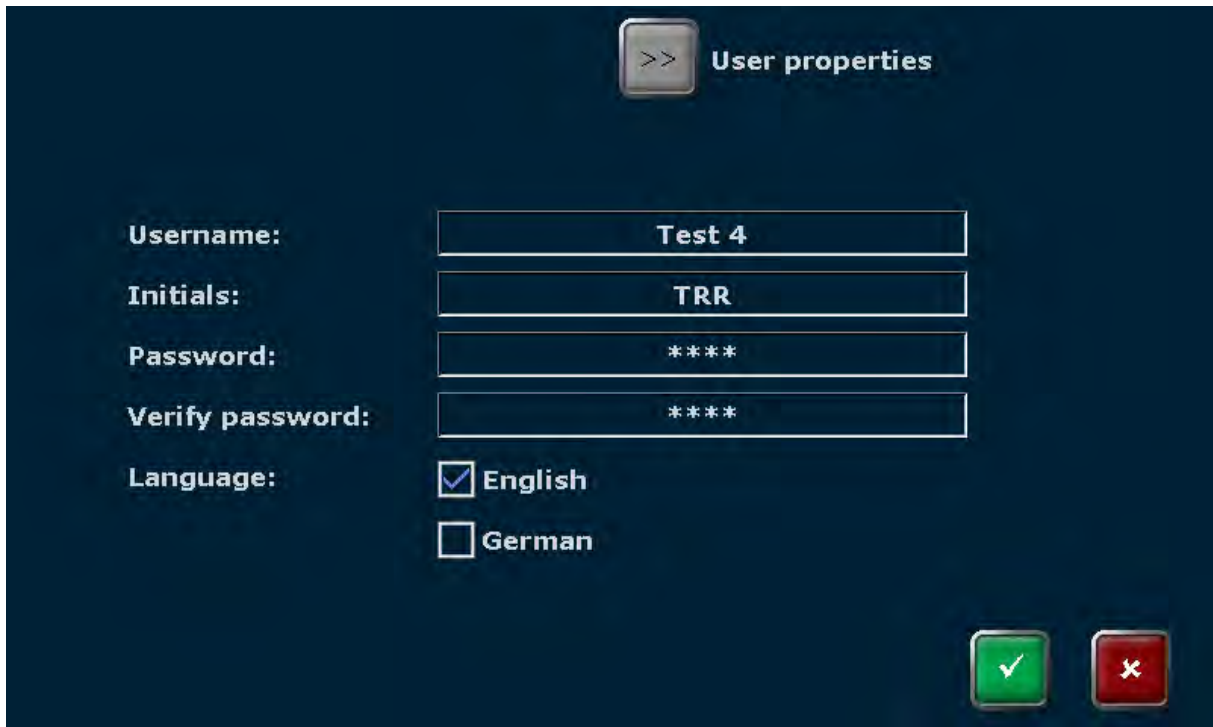 >> User properties
Username: Test 4
Initials: TRR
Password: ****
Verify password: ****
Language: English
German